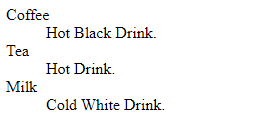 Coffee
Hot Black Drink.
Tea
Hot Drink.
Milk
Cold White Drink.